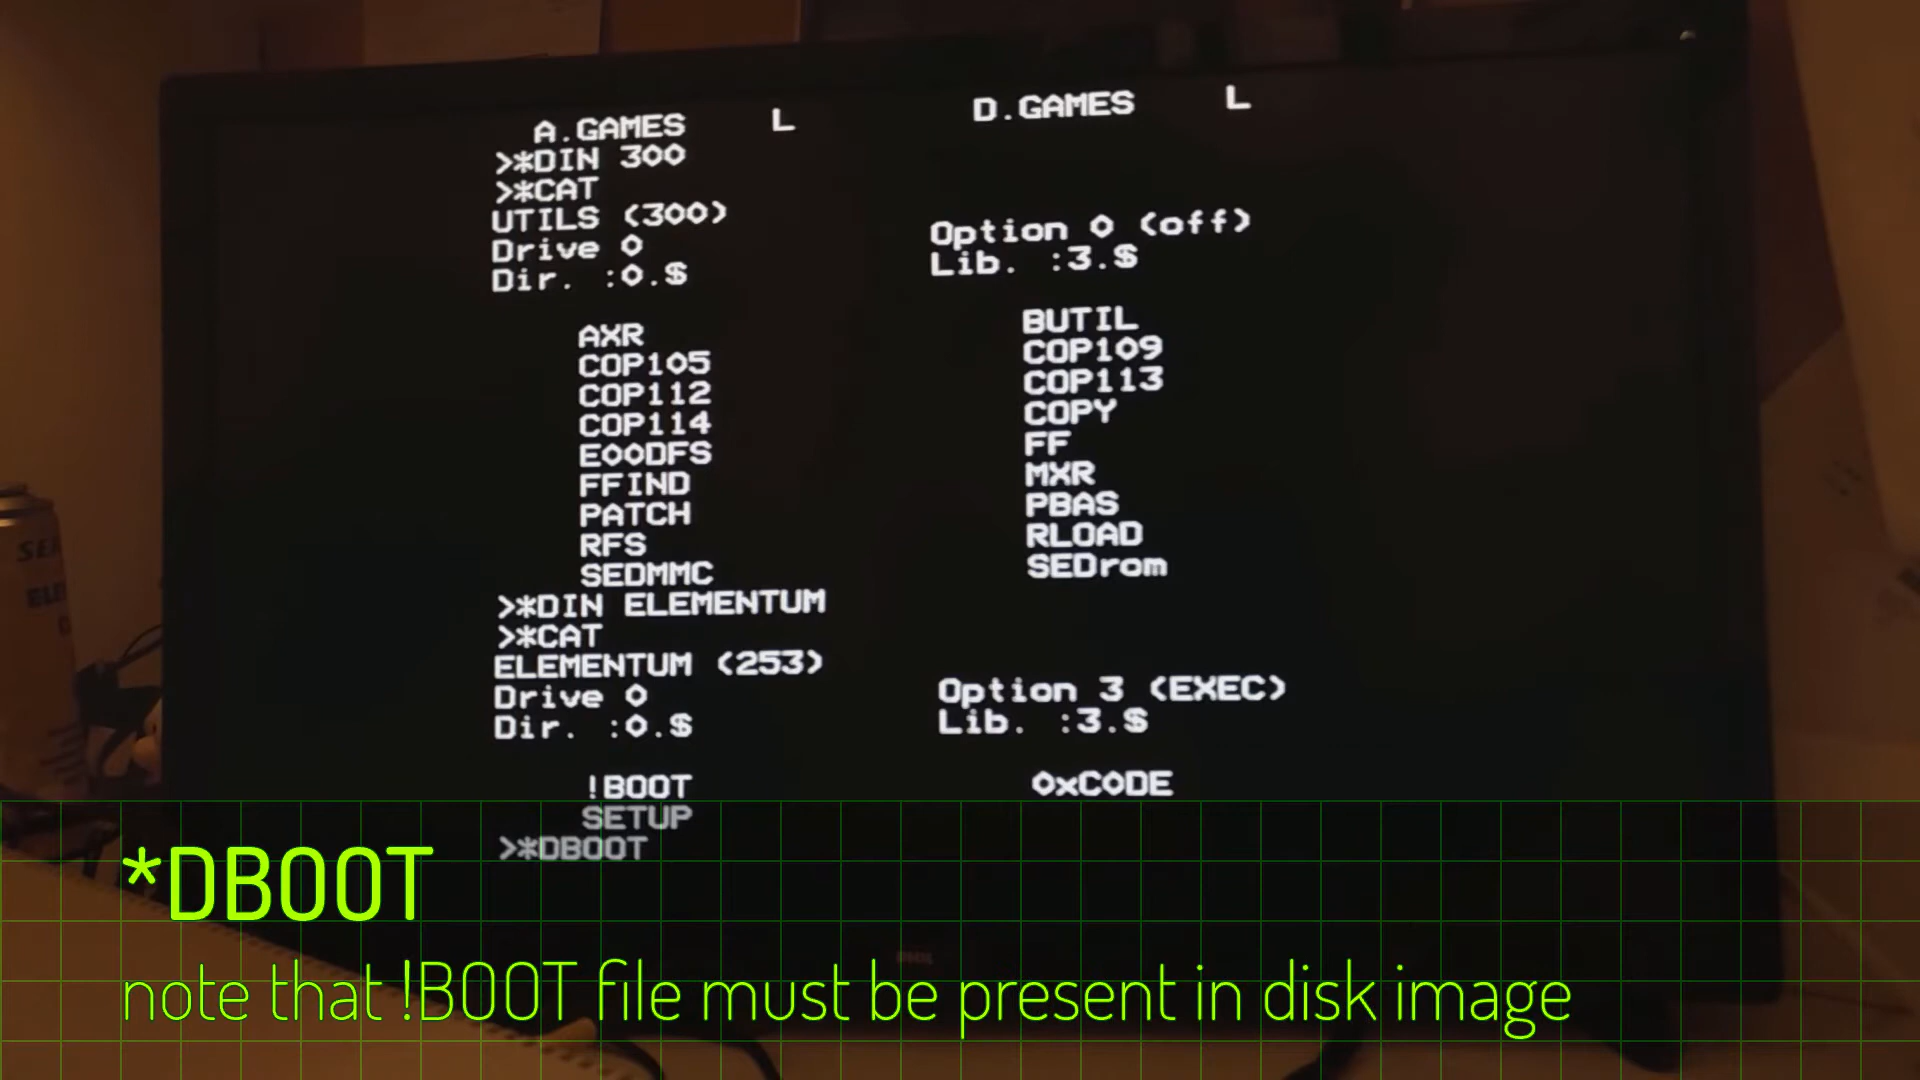 A.GAMES L D.GAMES L
>*DIN 300
>*CAT
UTILS (300)
Drive 0 Option 0 (off)
Dir. :0.$ Lib. :3.$
AXR BUTIL
COP105 COP109
COP112 COP113
COP114 COPY
E00DFS FF
FFIND MXR
PATCH PBAS
RFS RLOAD
SEDMMC SEDrom
>*DIN ELEMENTUM
>*CAT
ELEMENTUM (253)
Drive 0 Option 3 (EXEC)
Dir. :0.$ Lib. :3.$
!BOOT 0xCODE
SETUP
>*DBOOT
*DBOOT
note that !BOOT file must be present in disk image